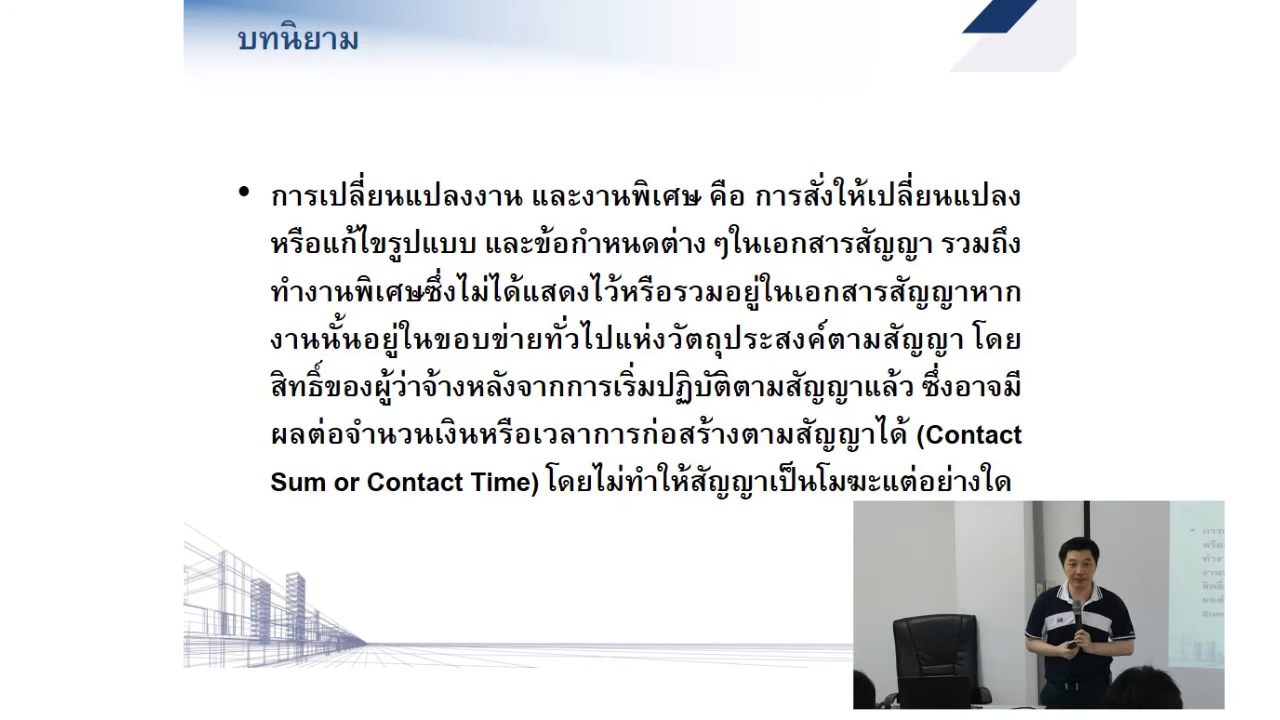 บทนิยาม
• การเปลี่ยนแปลงงาน และงานพิเศษ คือ การสั่งให้เปลี่ยนแปลง
หรือแก้ไขรูปแบบ และข้อกำหนดต่าง ๆในเอกสารสัญญา รวมถึง
ทำงานพิเศษซึ่งไม่ได้แสดงไว้หรือรวมอยู่ในเอกสารสัญญาหาก
งานนั้นอยู่ในขอบข่ายทั่วไปแห่งวัตถุประสงค์ตามสัญญา โดย
สิทธิ์ของผู้ว่าจ้างหลังจากการเริ่มปฏิบัติตามสัญญาแล้ว ซึ่งอาจมี
ผลต่อจำนวนเงินหรือเวลาการก่อสร้างตามสัญญาได้ (Contact
Sum or Contact Time) โดยไม่ทำให้สัญญาเป็นโมฆะแต่อย่างใด